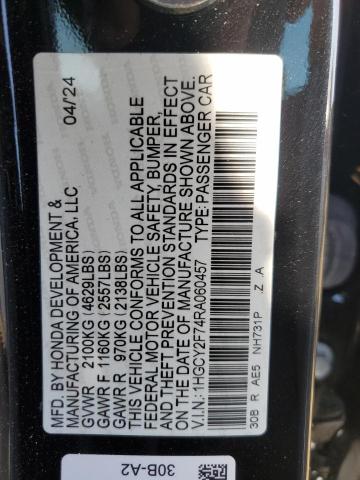 MFD. BY HONDA DEVELOPMENT &
MANUFACTURING OF AMERICA, LLC 04/'24
GVWR 2100KG (4629LBS)
GAWR F 1160KG (2557LBS)
GAWR R 970KG (2138LBS)
THIS VEHICLE CONFORMS TO ALL APPLICABLE
FEDERAL MOTOR VEHICLE SAFETY, BUMPER,
AND THEFT PREVENTION STANDARDS IN EFFECT
ON THE DATE OF MANUFACTURE SHOWN ABOVE.
V.I.N.: 1HGCY2F74RA060457 TYPE: PASSENGER CAR
30B R AE5 NH731P Z A
30B-A2